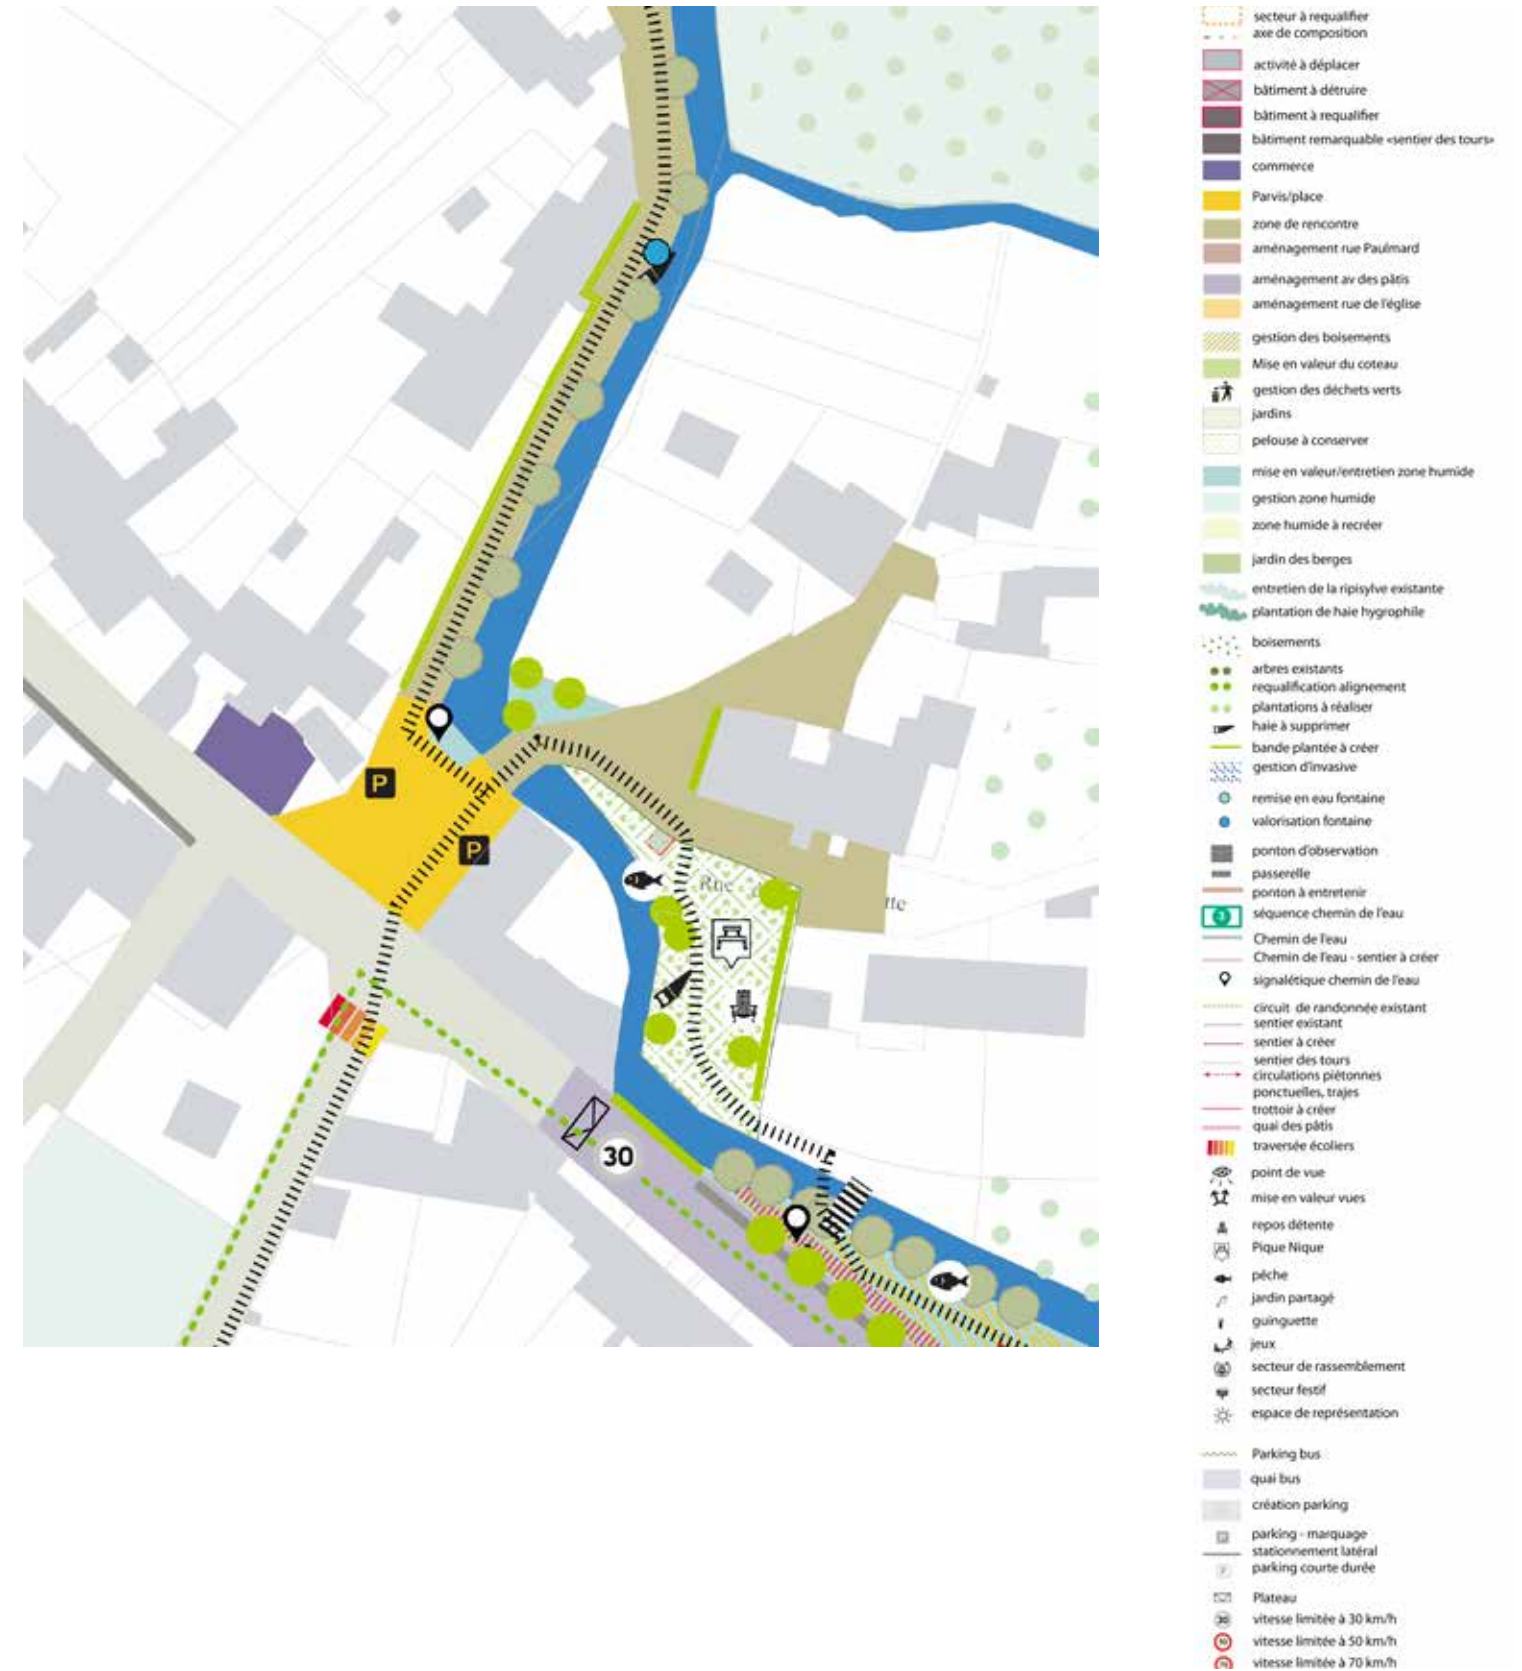 P
P
Rue
tte
30
secteur à requalifier
axe de composition
activité à déplacer
bâtiment à détruire
bâtiment à requalifier
bâtiment remarquable «sentier des tours»
commerce
Parvis/place
zone de rencontre
aménagement rue Paulmard
aménagement av des pâtis
aménagement rue de l'église
gestion des boisements
Mise en valeur du coteau
gestion des déchets verts
jardins
pelouse à conserver
mise en valeur/entretien zone humide
gestion zone humide
zone humide à recréer
jardin des berges
entretien de la ripisylve existante
plantation de haie hygrophile
boisements
arbres existants
requalification alignement
plantations à réaliser
haie à supprimer
bande plantée à créer
gestion d'invasive
remise en eau fontaine
valorisation fontaine
ponton d'observation
passerelle
ponton à entretenir
3 séquence chemin de l'eau
Chemin de l'eau
Chemin de l'eau - sentier à créer
signalétique chemin de l'eau
circuit de randonnée existant
sentier existant
sentier à créer
sentier des tours
circulations piétonnes
ponctuelles, trajes
trottoir à créer
quai des pâtis
traversée écoliers
point de vue
mise en valeur vues
repos détente
Pique Nique
pêche
jardin partagé
guinguette
jeux
secteur de rassemblement
secteur festif
espace de représentation
Parking bus
quai bus
création parking
parking - marquage
stationnement latéral
parking courte durée
Plateau
30 vitesse limitée à 30 km/h
50 vitesse limitée à 50 km/h
70 vitesse limitée à 70 km/h